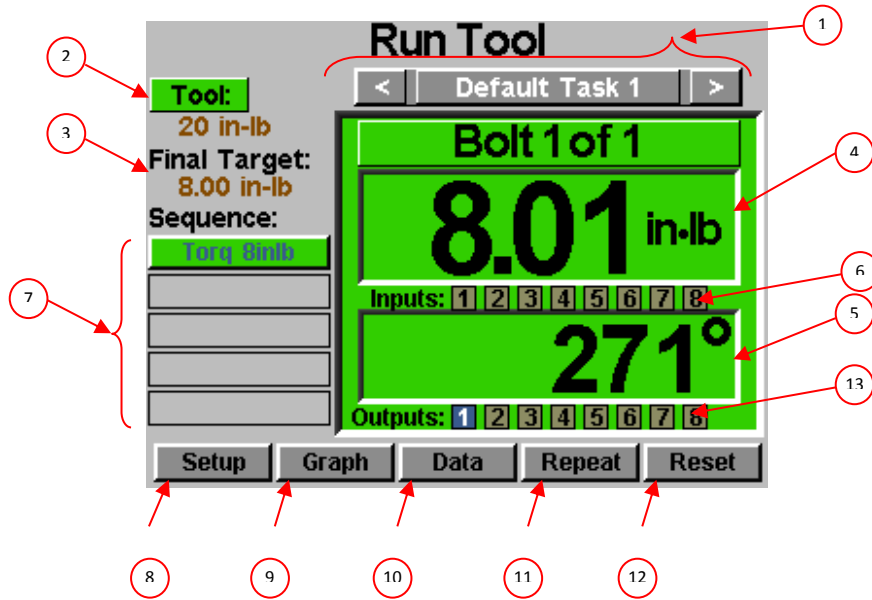 Run Tool
1
2
< Default Task 1 >
Tool:
20 in-lb
3
Final Target:
8.00 in-lb
Bolt 1 of 1
4
8.01 in•lb
Sequence:
Torq 8inlb
6
Inputs: 1 2 3 4 5 6 7 8
7
5
271°
13
Outputs: 1 2 3 4 5 6 7 8
Setup Graph Data Repeat Reset
8 9 10 11 12